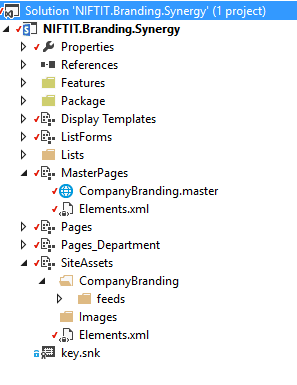 Solution 'NIFTIT.Branding.Synergy' (1 project)
NIFTIT.Branding.Synergy
Properties
References
Features
Package
Display Templates
ListForms
Lists
MasterPages
CompanyBranding.master
Elements.xml
Pages
Pages_Department
SiteAssets
CompanyBranding
feeds
Images
Elements.xml
key.snk